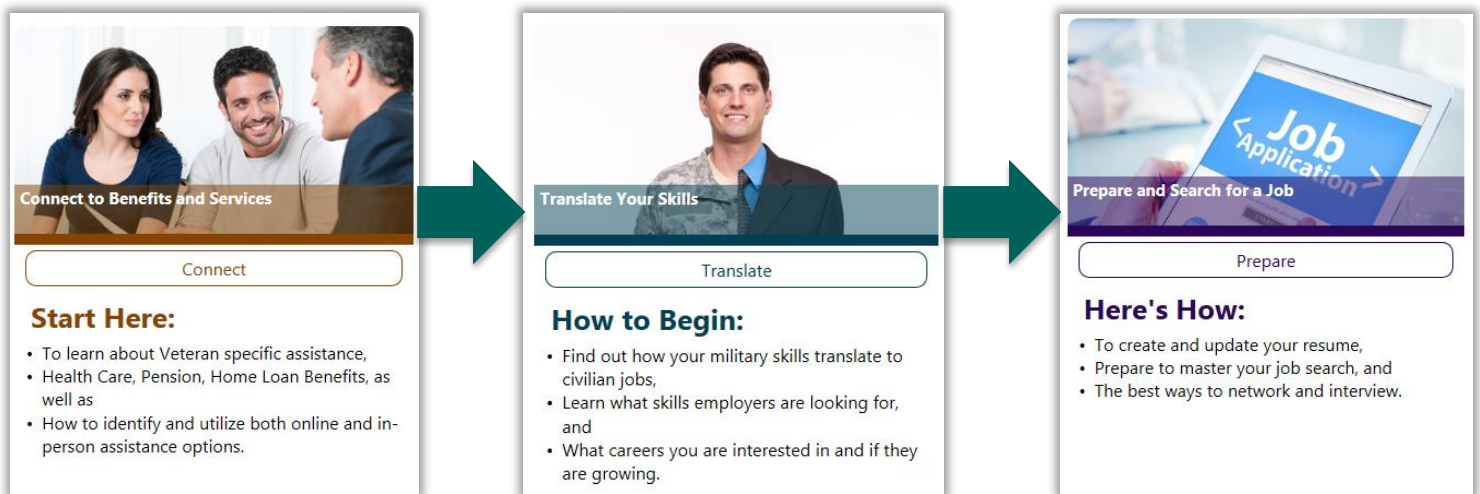 Connect to Benefits and Services
Connect
Start Here:
• To learn about Veteran specific assistance,
• Health Care, Pension, Home Loan Benefits, as
well as
• How to identify and utilize both online and in-
person assistance options.
Translate Your Skills
Translate
How to Begin:
• Find out how your military skills translate to
civilian jobs,
• Learn what skills employers are looking for,
and
• What careers you are interested in and if they
are growing.
< Job
Application >
Prepare and Search for a Job
Prepare
Here's How:
• To create and update your resume,
• Prepare to master your job search, and
• The best ways to network and interview.